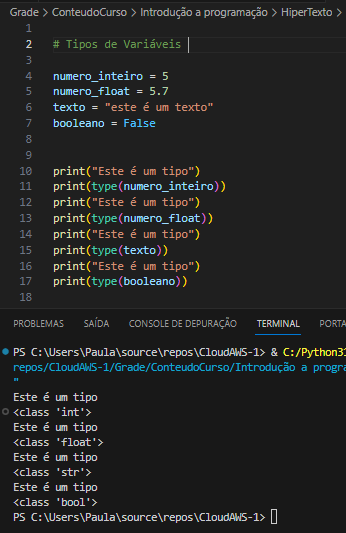 Grade > ConteudoCurso > Introdução a programação > HiperTexto
1
2 # Tipos de Variáveis
3
4 numero_inteiro = 5
5 numero_float = 5.7
6 texto = "este é um texto"
7 booleano = False
8
9
10 print("Este é um tipo")
11 print(type(numero_inteiro))
12 print("Este é um tipo")
13 print(type(numero_float))
14 print("Este é um tipo")
15 print(type(texto))
16 print("Este é um tipo")
17 print(type(booleano))
18
PROBLEMAS SAÍDA CONSOLE DE DEPURAÇÃO TERMINAL PORTA
PS C:\Users\Paula\source\repos\CloudAWS-1> & C:/Python31
repos/CloudAWS-1/Grade/ConteudoCurso/Introdução a progra
"
Este é um tipo
<class 'int'>
Este é um tipo
<class 'float'>
Este é um tipo
<class 'str'>
Este é um tipo
<class 'bool'>
PS C:\Users\Paula\source\repos\CloudAWS-1>